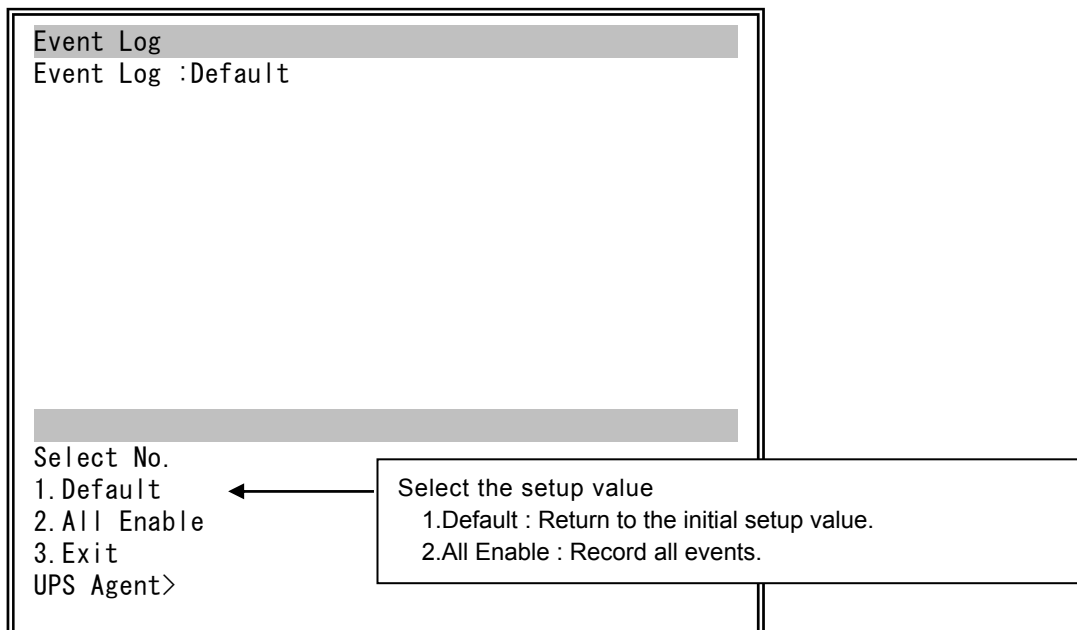 Event Log
Event Log :Default
Select No.
1.Default
2.All Enable
3.Exit
UPS Agent>
Select the setup value
1.Default : Return to the initial setup value.
2.All Enable : Record all events.